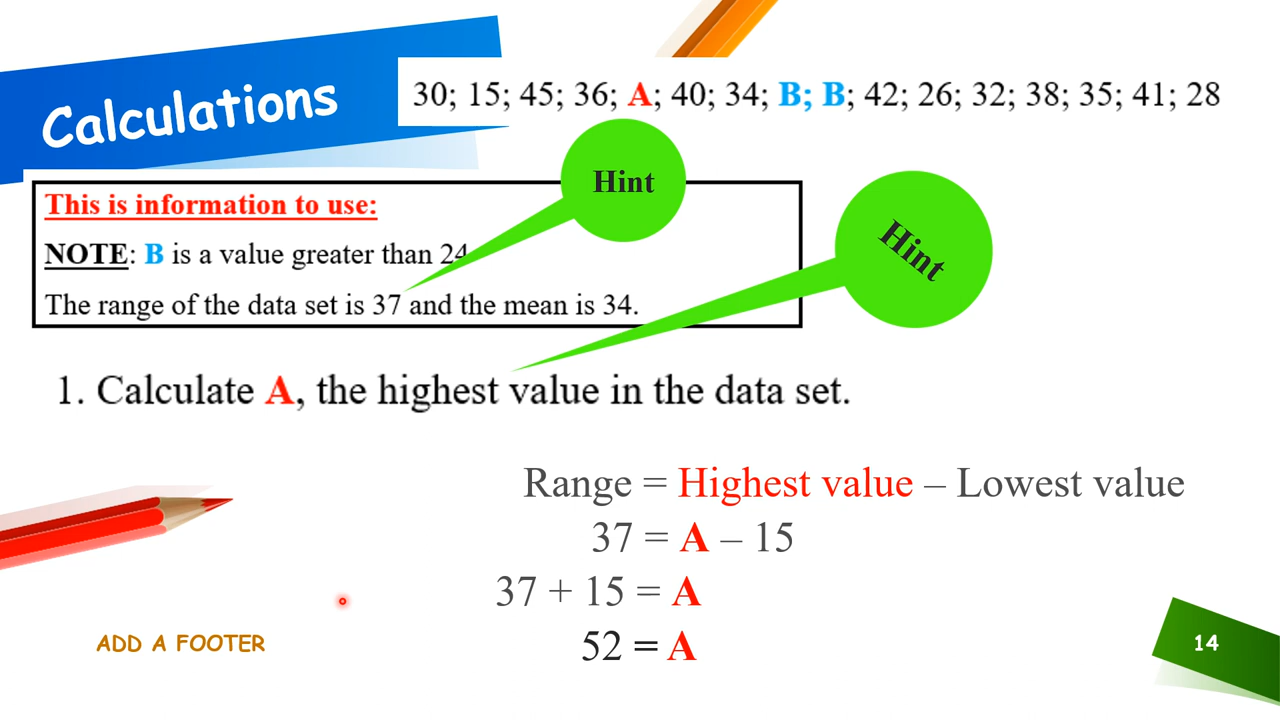 Calculations
30; 15; 45; 36; A; 40; 34; B; B; 42; 26; 32; 38; 35; 41; 28
Hint
Hint
This is information to use:
NOTE: B is a value greater than 24
The range of the data set is 37 and the mean is 34.
1. Calculate A, the highest value in the data set.
Range = Highest value – Lowest value
37 = A – 15
37 + 15 = A
52 = A
ADD A FOOTER
14